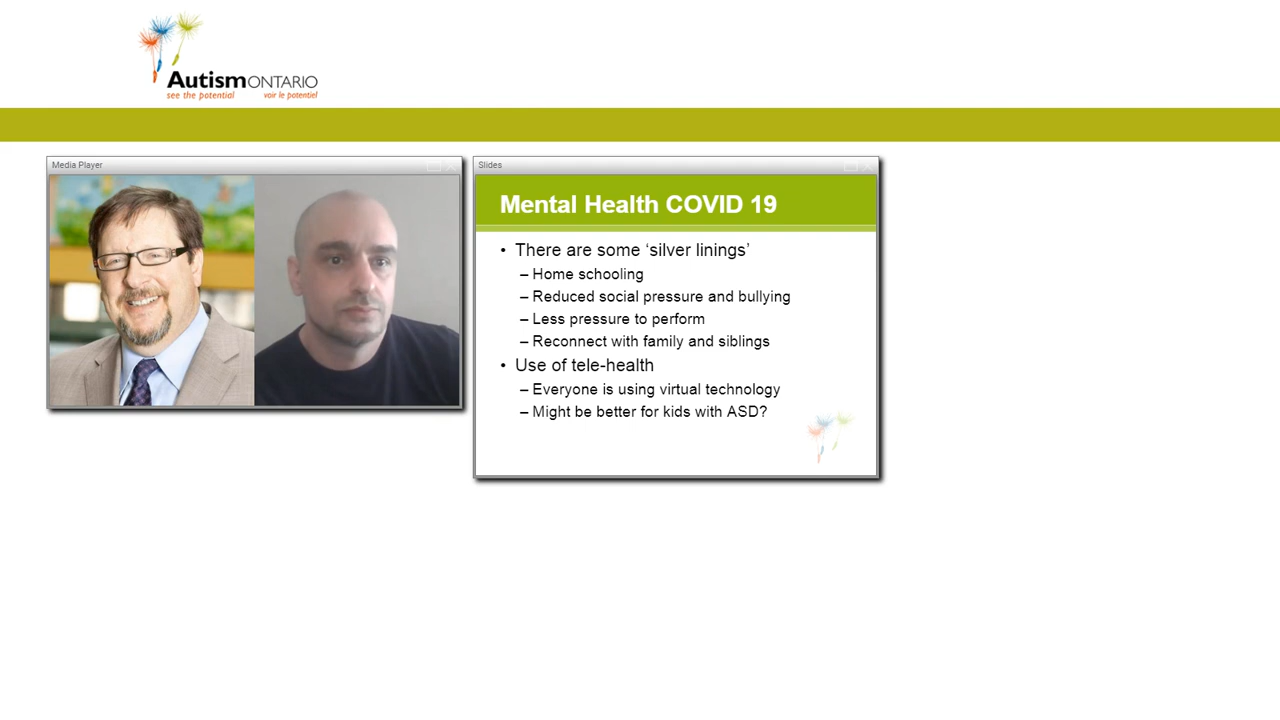 AutismONTARIO
see the potential voir le potentiel
Media Player
Slides
Mental Health COVID 19
• There are some ‘silver linings’
– Home schooling
– Reduced social pressure and bullying
– Less pressure to perform
– Reconnect with family and siblings
• Use of tele-health
– Everyone is using virtual technology
– Might be better for kids with ASD?